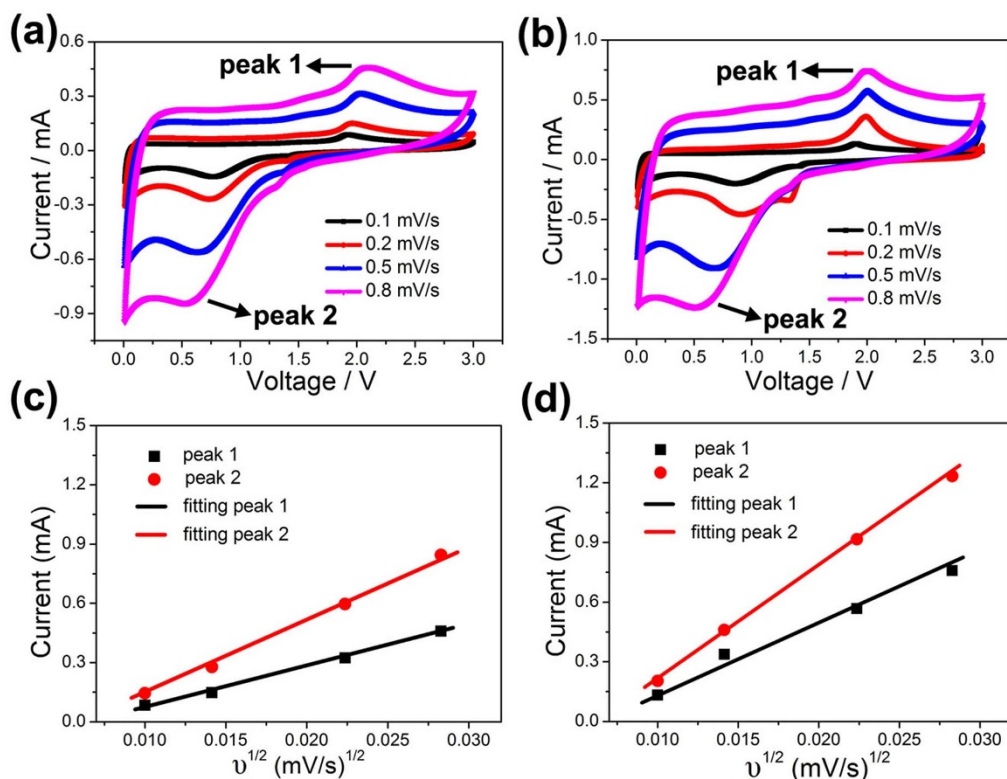 (a)
0.6
0.3
0.0
-0.3
-0.6
-0.9
Current / mA
peak 1
peak 2
0.1 mV/s
0.2 mV/s
0.5 mV/s
0.8 mV/s
0.0 0.5 1.0 1.5 2.0 2.5 3.0
Voltage / V
(b)
1.0
0.5
0.0
-0.5
-1.0
-1.5
Current / mA
peak 1
peak 2
0.1 mV/s
0.2 mV/s
0.5 mV/s
0.8 mV/s
0.0 0.5 1.0 1.5 2.0 2.5 3.0
Voltage / V
(c)
1.5
1.2
0.9
0.6
0.3
0.0
Current (mA)
peak 1
peak 2
fitting peak 1
fitting peak 2
0.010 0.015 0.020 0.025 0.030
υ^1/2 (mV/s)^1/2
(d)
1.5
1.2
0.9
0.6
0.3
0.0
Current (mA)
peak 1
peak 2
fitting peak 1
fitting peak 2
0.010 0.015 0.020 0.025 0.030
υ^1/2 (mV/s)^1/2